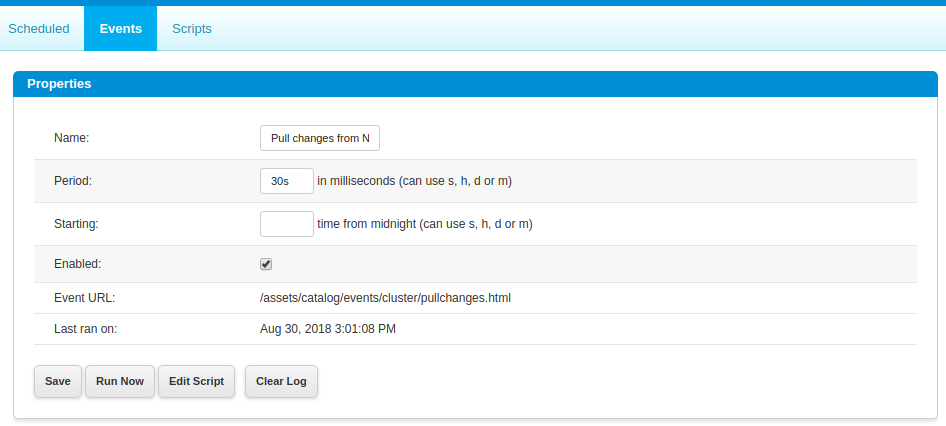 Scheduled Events Scripts
Properties
Name: Pull changes from N
Period: 30s in milliseconds (can use s, h, d or m)
Starting: time from midnight (can use s, h, d or m)
Enabled:
Event URL: /assets/catalog/events/cluster/pullchanges.html
Last ran on: Aug 30, 2018 3:01:08 PM
Save Run Now Edit Script Clear Log